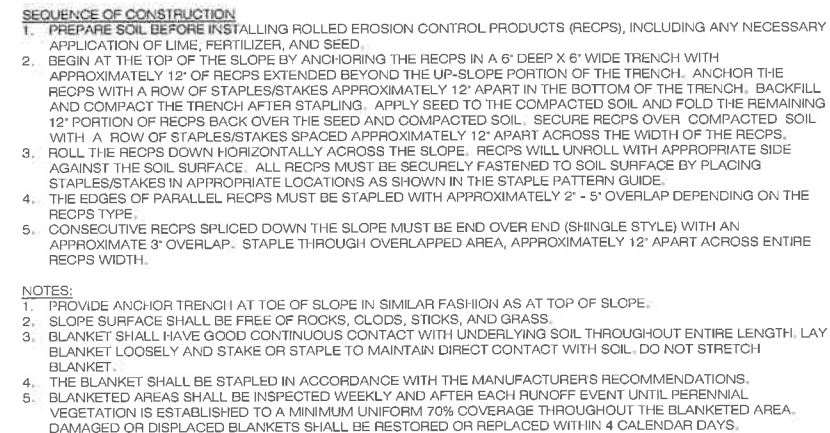 SEQUENCE OF CONSTRUCTION
1. PREPARE SOIL BEFORE INSTALLING ROLLED EROSION CONTROL PRODUCTS (RECPS), INCLUDING ANY NECESSARY
APPLICATION OF LIME, FERTILIZER, AND SEED.
2. BEGIN AT THE TOP OF THE SLOPE BY ANCHORING THE RECPS IN A 6" DEEP X 6" WIDE TRENCH WITH
APPROXIMATELY 12" OF RECPS EXTENDED BEYOND THE UP-SLOPE PORTION OF THE TRENCH. ANCHOR THE
RECPS WITH A ROW OF STAPLES/STAKES APPROXIMATELY 12" APART IN THE BOTTOM OF THE TRENCH. BACKFILL
AND COMPACT THE TRENCH AFTER STAPLING. APPLY SEED TO THE COMPACTED SOIL AND FOLD THE REMAINING
12" PORTION OF RECPS BACK OVER THE SEED AND COMPACTED SOIL. SECURE RECPS OVER COMPACTED SOIL
WITH A ROW OF STAPLES/STAKES SPACED APPROXIMATELY 12" APART ACROSS THE WIDTH OF THE RECPS.
3. ROLL THE RECPS DOWN HORIZONTALLY ACROSS THE SLOPE. RECPS WILL UNROLL WITH APPROPRIATE SIDE
AGAINST THE SOIL SURFACE. ALL RECPS MUST BE SECURELY FASTENED TO SOIL SURFACE BY PLACING
STAPLES/STAKES IN APPROPRIATE LOCATIONS AS SHOWN IN THE STAPLE PATTERN GUIDE.
4. THE EDGES OF PARALLEL RECPS MUST BE STAPLED WITH APPROXIMATELY 2" - 5" OVERLAP DEPENDING ON THE
RECPS TYPE.
5. CONSECUTIVE RECPS SPLICED DOWN THE SLOPE MUST BE END OVER END (SHINGLE STYLE) WITH AN
APPROXIMATE 3" OVERLAP. STAPLE THROUGH OVERLAPPED AREA, APPROXIMATELY 12" APART ACROSS ENTIRE
RECPS WIDTH.
NOTES:
1. PROVIDE ANCHOR TRENCH AT TOE OF SLOPE IN SIMILAR FASHION AS AT TOP OF SLOPE.
2. SLOPE SURFACE SHALL BE FREE OF ROCKS, CLODS, STICKS, AND GRASS.
3. BLANKET SHALL HAVE GOOD CONTINUOUS CONTACT WITH UNDERLYING SOIL THROUGHOUT ENTIRE LENGTH. LAY
BLANKET LOOSELY AND STAKE OR STAPLE TO MAINTAIN DIRECT CONTACT WITH SOIL. DO NOT STRETCH
BLANKET.
4. THE BLANKET SHALL BE STAPLED IN ACCORDANCE WITH THE MANUFACTURER'S RECOMMENDATIONS.
5. BLANKETED AREAS SHALL BE INSPECTED WEEKLY AND AFTER EACH RUNOFF EVENT UNTIL PERENNIAL
VEGETATION IS ESTABLISHED TO A MINIMUM UNIFORM 70% COVERAGE THROUGHOUT THE BLANKETED AREA.
DAMAGED OR DISPLACED BLANKETS SHALL BE RESTORED OR REPLACED WITHIN 4 CALENDAR DAYS.